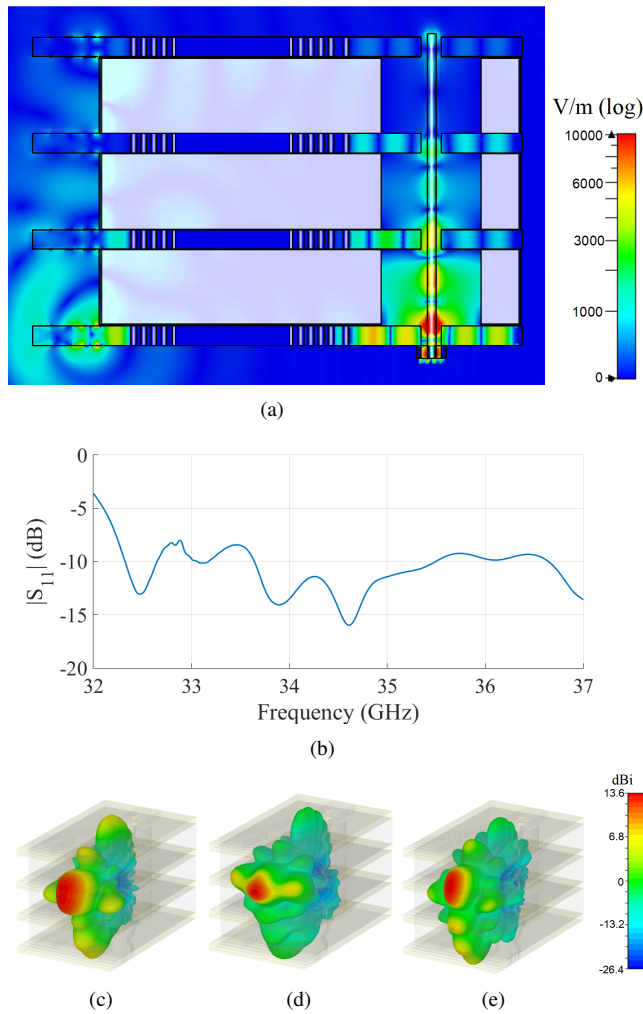 V/m (log)
10000
6000
3000
1000
0
(a)
0
-5
-10
-15
-20
|S11| (dB)
32
33
34
35
36
37
Frequency (GHz)
(b)
dBi
13.6
6.8
0
-13.2
-26.4
(c)
(d)
(e)